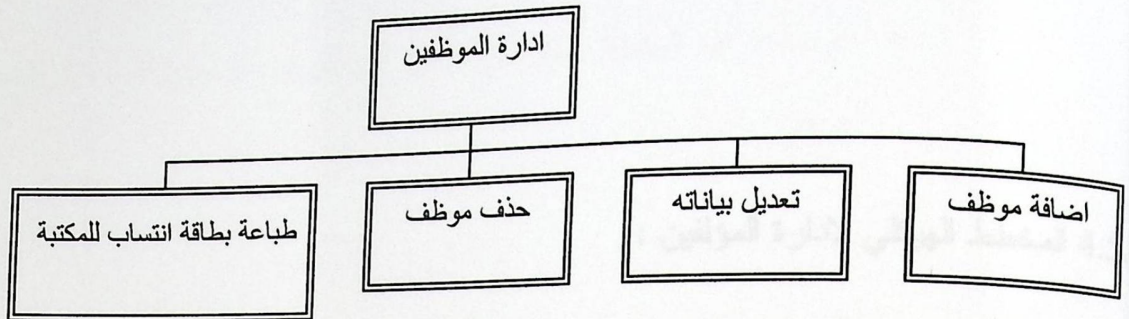 ادارة الموظفين
اضافة موظف
تعديل بياناته
حذف موظف
طباعة بطاقة انتساب للمكتبة